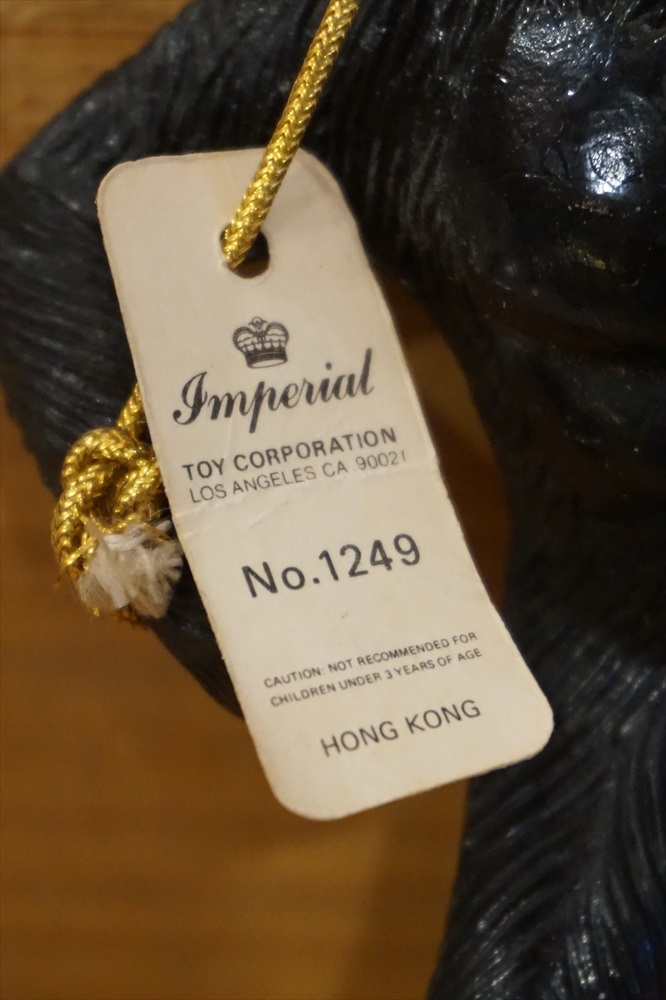 Imperial
TOY CORPORATION
LOS ANGELES CA 90021
No.1249
CAUTION: NOT RECOMMENDED FOR
CHILDREN UNDER 3 YEARS OF AGE
HONG KONG